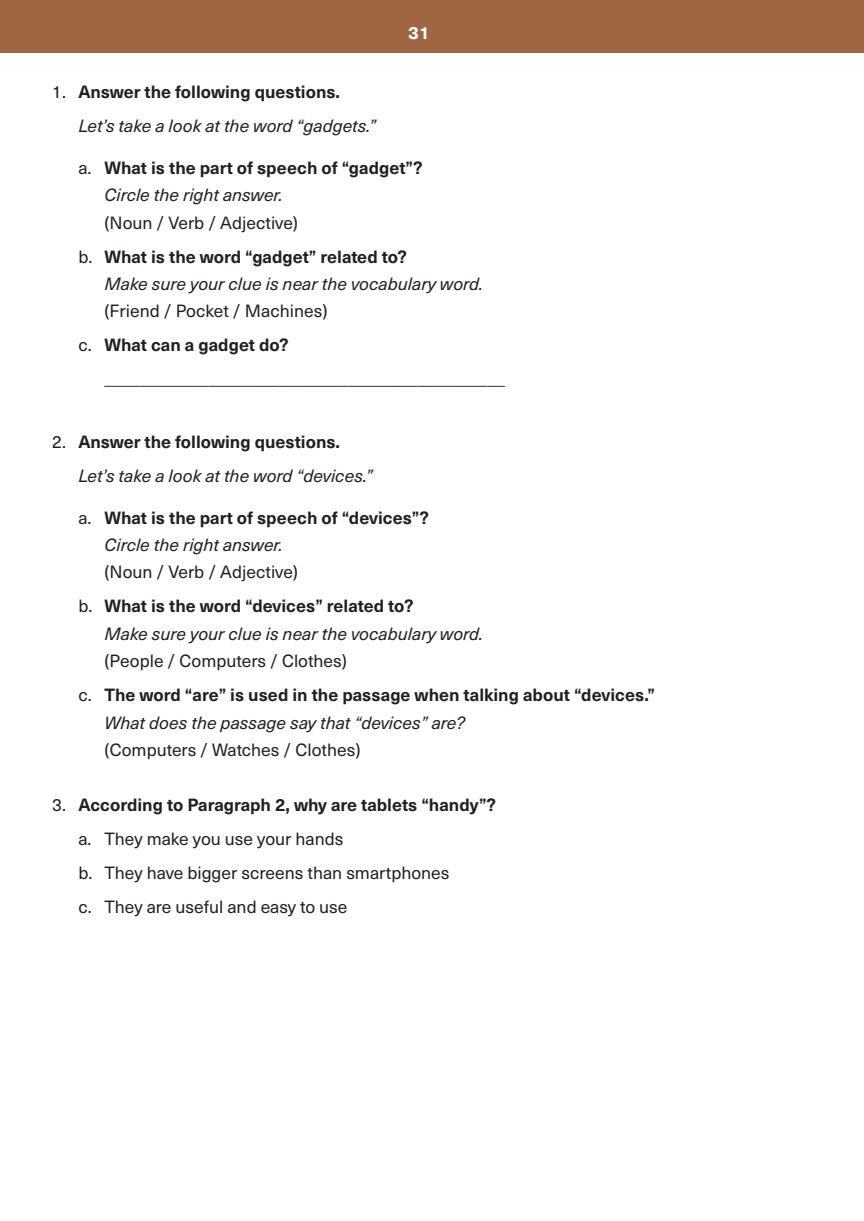 31
1. Answer the following questions.
Let’s take a look at the word “gadgets.”
a. What is the part of speech of “gadget”?
Circle the right answer.
(Noun / Verb / Adjective)
b. What is the word “gadget” related to?
Make sure your clue is near the vocabulary word.
(Friend / Pocket / Machines)
c. What can a gadget do?
2. Answer the following questions.
Let’s take a look at the word “devices.”
a. What is the part of speech of “devices”?
Circle the right answer.
(Noun / Verb / Adjective)
b. What is the word “devices” related to?
Make sure your clue is near the vocabulary word.
(People / Computers / Clothes)
c. The word “are” is used in the passage when talking about “devices.”
What does the passage say that “devices” are?
(Computers / Watches / Clothes)
3. According to Paragraph 2, why are tablets “handy”?
a. They make you use your hands
b. They have bigger screens than smartphones
c. They are useful and easy to use